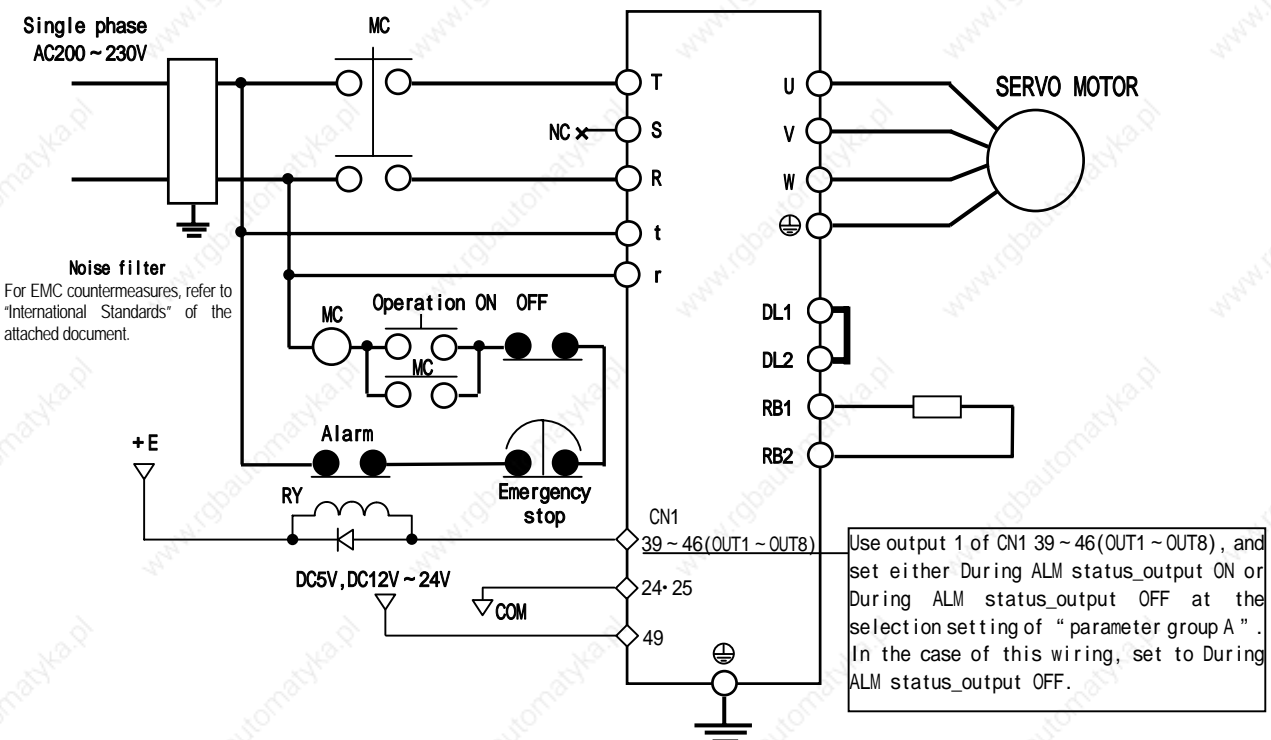 Single phase
AC200~230V
MC
T
S
R
t
r
NC
U
V
W
SERVO MOTOR
Noise filter
For EMC countermeasures, refer to
“International Standards” of the
attached document.
MC
Operation ON OFF
MC
DL1
DL2
RB1
RB2
Alarm
+E
RY
Emergency
stop
CN1
39~46(OUT1~OUT8)
DC5V,DC12V~24V
COM
24·25
49
Use output 1 of CN1 39~46(OUT1~OUT8), and
set either During ALM status_output ON or
During ALM status_output OFF at the
selection setting of “parameter group A”.
In the case of this wiring, set to During
ALM status_output OFF.
www.rgbautomatyka.pl